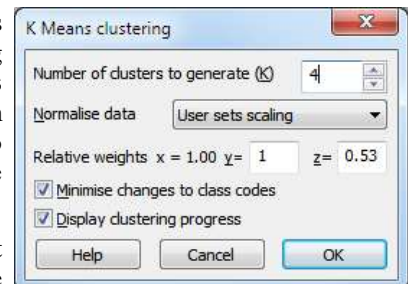 K Means clustering
Number of clusters to generate (K) 4
Normalise data User sets scaling
Relative weights x = 1.00 y= 1 z= 0.53
Minimise changes to class codes
Display clustering progress
Help Cancel OK